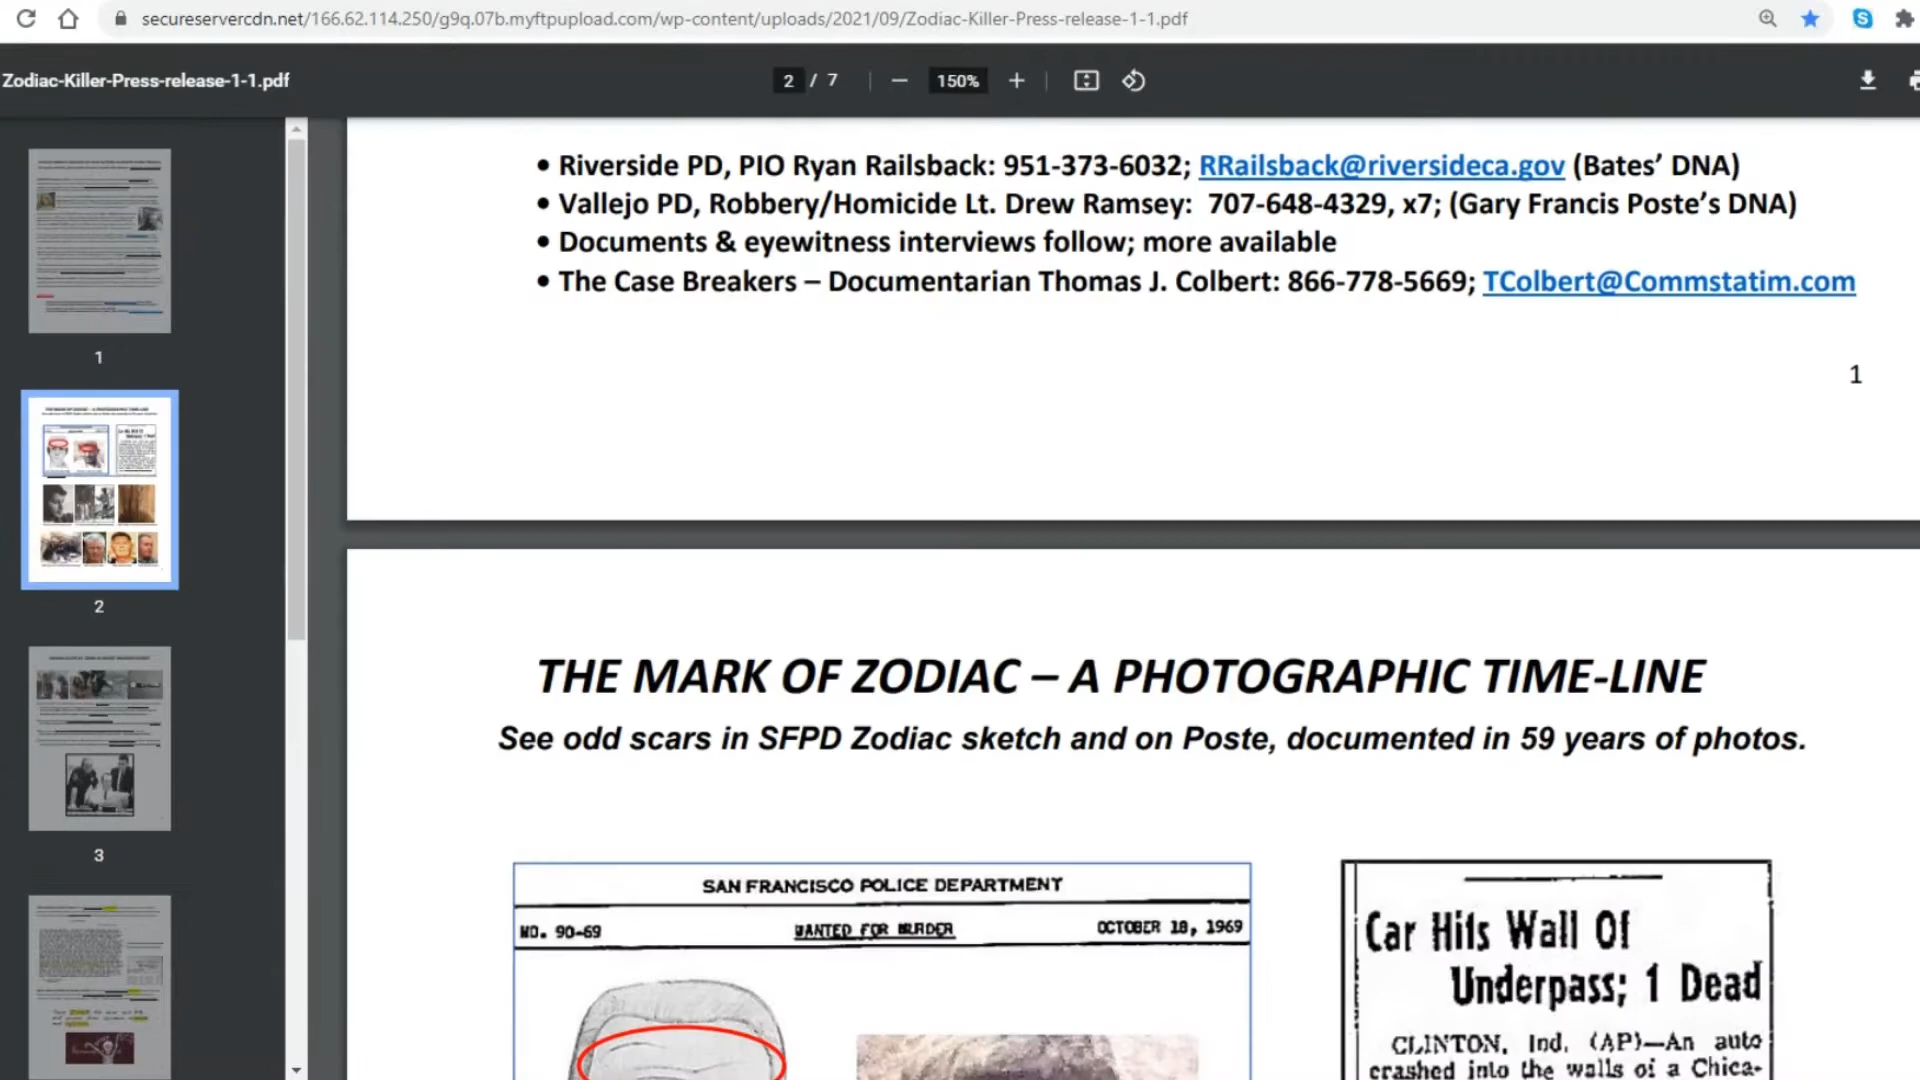 secureservercdn.net/166.62.114.250/g9q.07b.myftpupload.com/wp-content/uploads/2021/09/Zodiac-Killer-Press-release-1-1.pdf
Zodiac-Killer-Press-release-1-1.pdf
2 / 7
150%
1
2
3
• Riverside PD, PIO Ryan Railsback: 951-373-6032; RRailsback@riversideca.gov (Bates’ DNA)
• Vallejo PD, Robbery/Homicide Lt. Drew Ramsey: 707-648-4329, x7; (Gary Francis Poste’s DNA)
• Documents & eyewitness interviews follow; more available
• The Case Breakers – Documentarian Thomas J. Colbert: 866-778-5669; TColbert@Commstatim.com
1
THE MARK OF ZODIAC – A PHOTOGRAPHIC TIME-LINE
See odd scars in SFPD Zodiac sketch and on Poste, documented in 59 years of photos.
SAN FRANCISCO POLICE DEPARTMENT
NO. 90-69 WANTED FOR MURDER OCTOBER 18, 1969
Car Hits Wall Of
Underpass; 1 Dead
CLINTON, Ind. (AP)—An auto
crashed into the walls of a Chica-